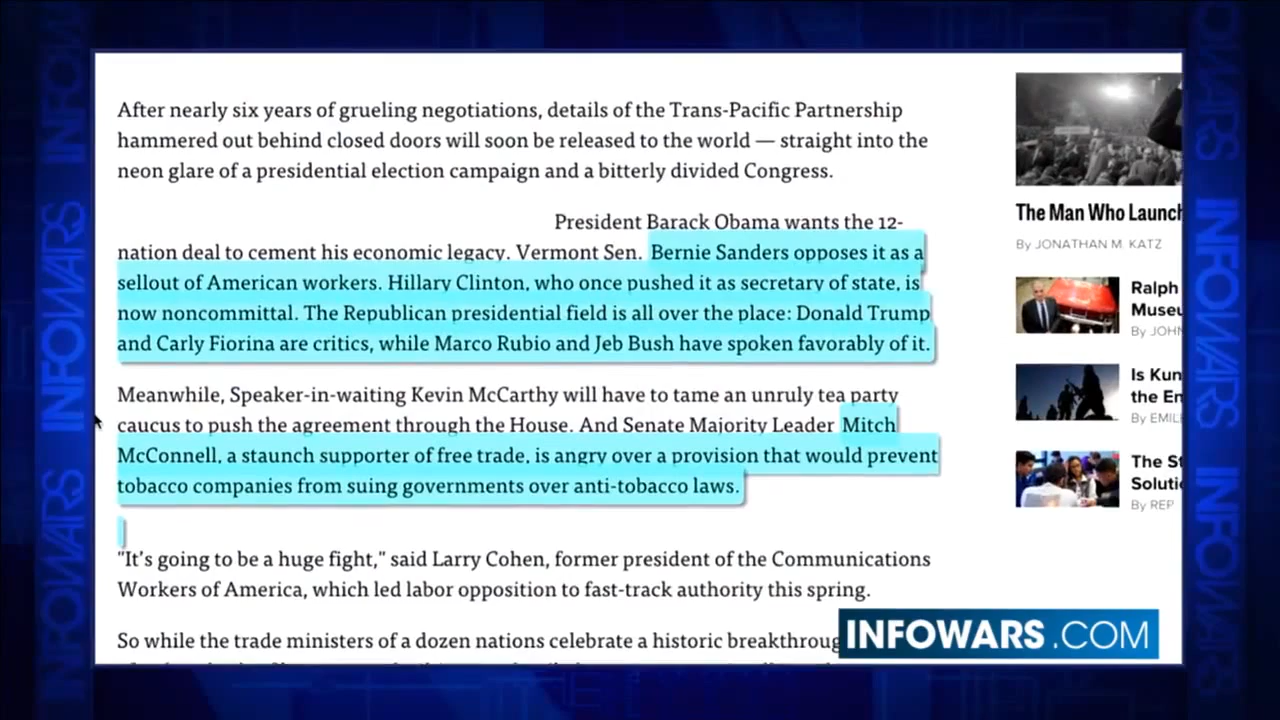 After nearly six years of grueling negotiations, details of the Trans-Pacific Partnership
hammered out behind closed doors will soon be released to the world — straight into the
neon glare of a presidential election campaign and a bitterly divided Congress.
President Barack Obama wants the 12-
nation deal to cement his economic legacy. Vermont Sen. Bernie Sanders opposes it as a
sellout of American workers. Hillary Clinton, who once pushed it as secretary of state, is
now noncommittal. The Republican presidential field is all over the place: Donald Trump
and Carly Fiorina are critics, while Marco Rubio and Jeb Bush have spoken favorably of it.
Meanwhile, Speaker-in-waiting Kevin McCarthy will have to tame an unruly tea party
caucus to push the agreement through the House. And Senate Majority Leader Mitch
McConnell, a staunch supporter of free trade, is angry over a provision that would prevent
tobacco companies from suing governments over anti-tobacco laws.
"It's going to be a huge fight," said Larry Cohen, former president of the Communications
Workers of America, which led labor opposition to fast-track authority this spring.
So while the trade ministers of a dozen nations celebrate a historic breakthroug
The Man Who Launch
By JONATHAN M. KATZ
Ralph
Museu
By JOHN
Is Kun
the En
By EMIL
The St
Solutio
By REP
INFOWARS.COM
INFOWARS
INFOWARS
INFOWARS
INFOWARS
INFOWARS
INFOWARS